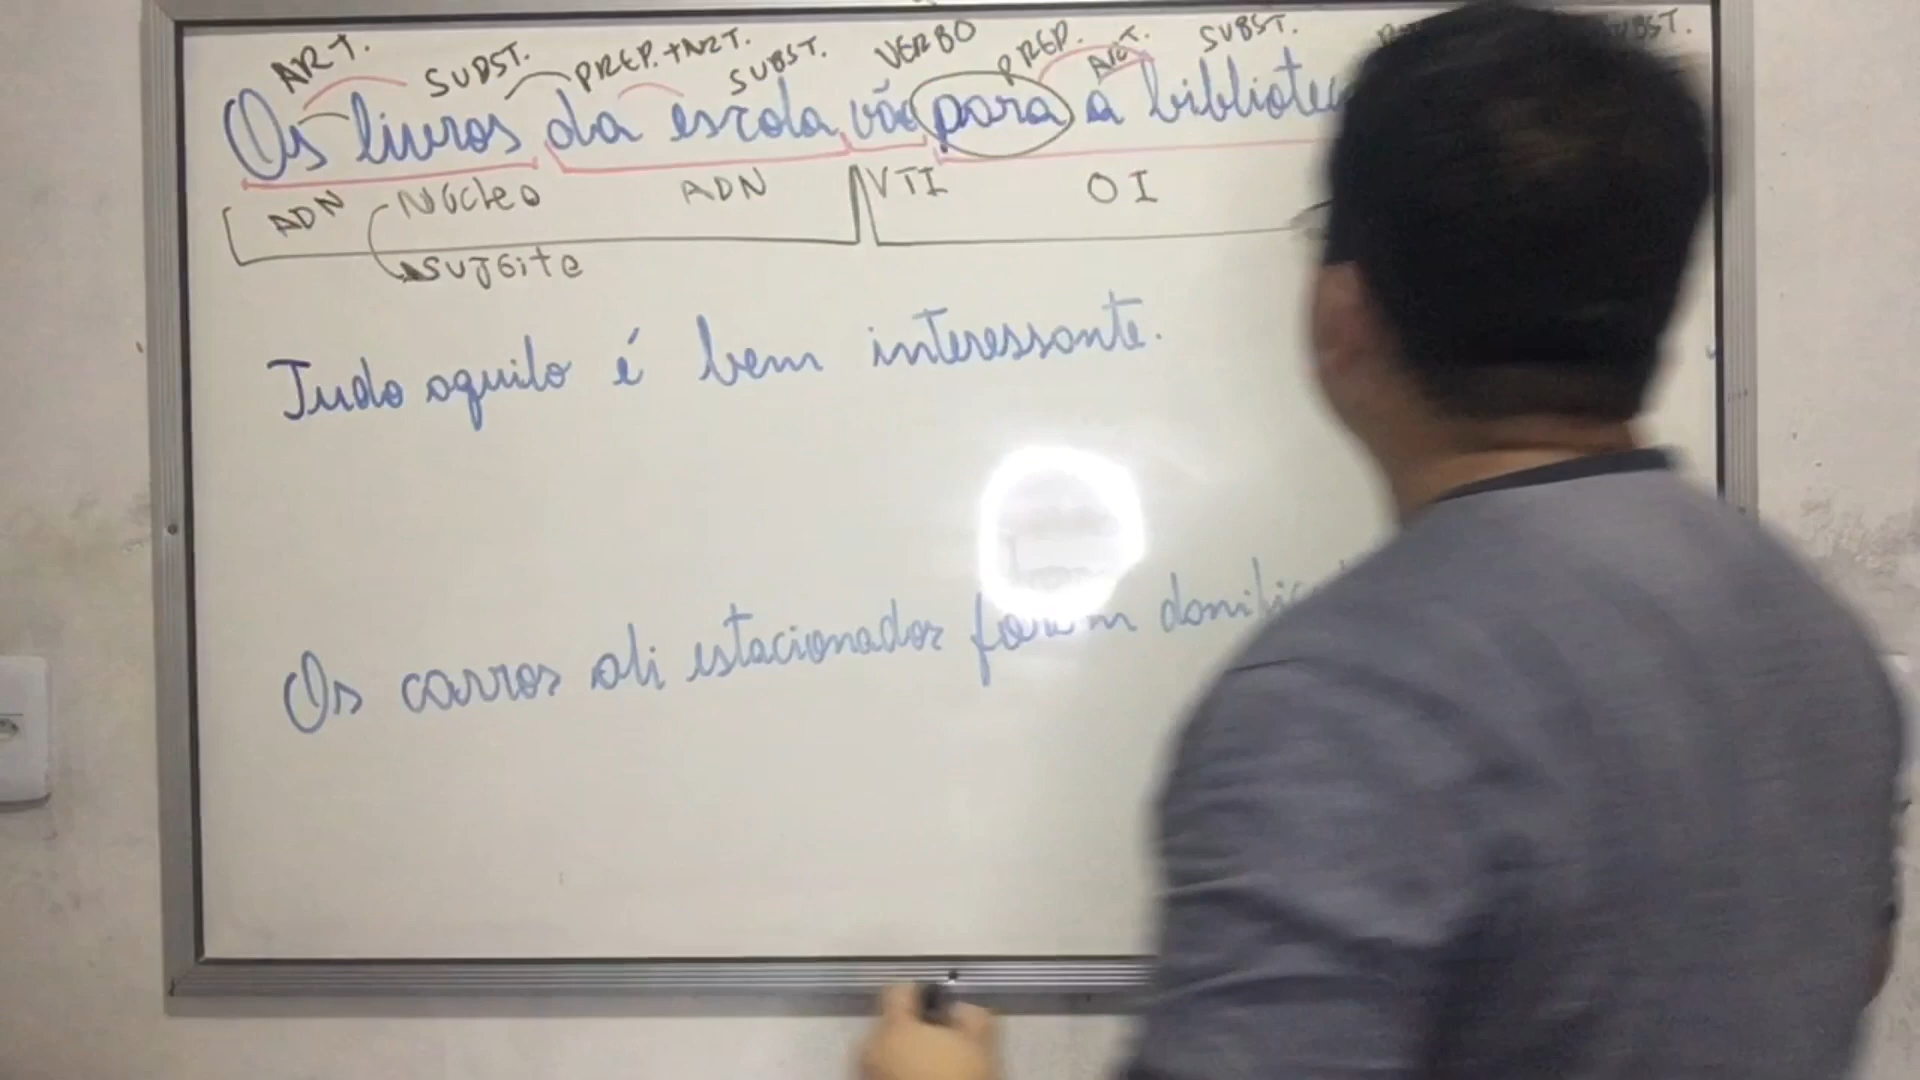 ART. SUBST. PREP.+ART. SUBST. VERBO PREP. ART. SUBST.
Os livros da escola vão para a
ADN Núcleo ADN VTI OI
sujeito
Tudo aquilo é bem interessante.
Os carros ali estacionados foram